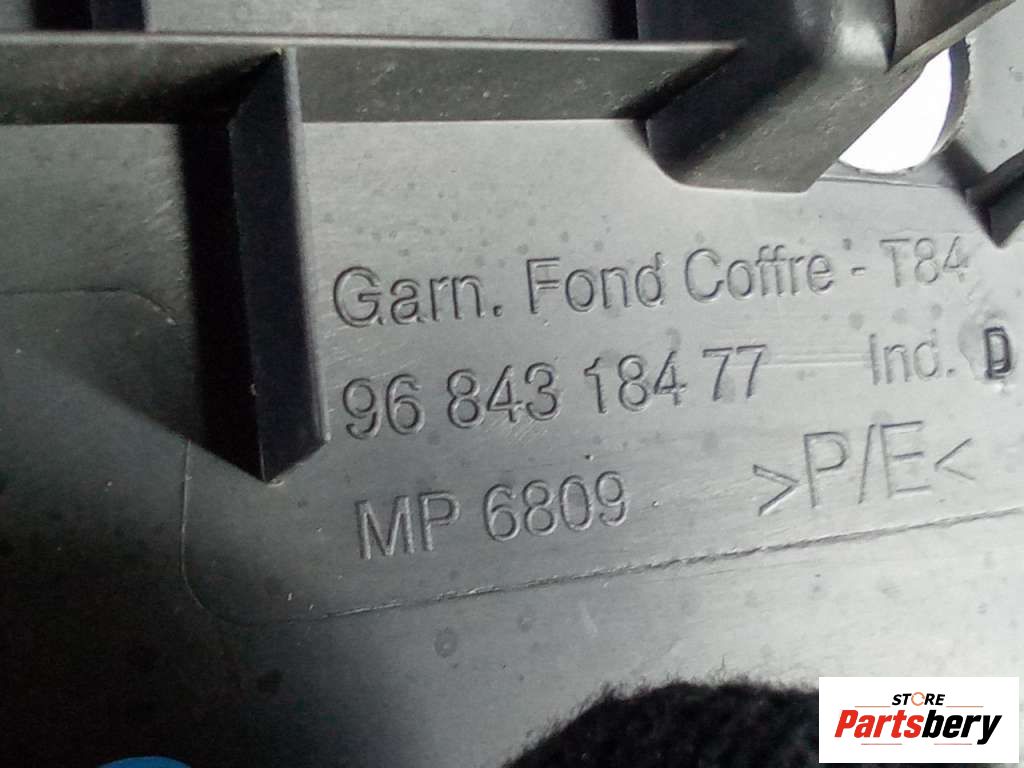 Garn. Fond Coffre - T84
96 843 184 77 Ind. D
MP 6809 >P/E<
STORE
Partsbery